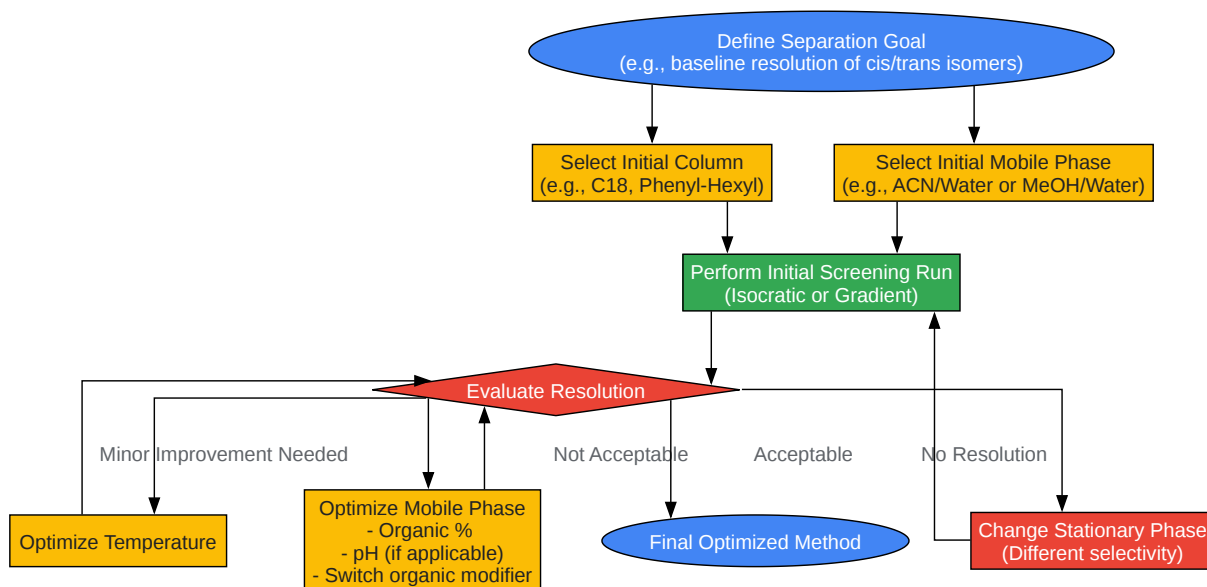 Define Separation Goal
(e.g., baseline resolution of cis/trans isomers)
Select Initial Column
(e.g., C18, Phenyl-Hexyl)
Select Initial Mobile Phase
(e.g., ACN/Water or MeOH/Water)
Perform Initial Screening Run
(Isocratic or Gradient)
Evaluate Resolution
Minor Improvement Needed
Not Acceptable
Acceptable
No Resolution
Optimize Temperature
Optimize Mobile Phase
- Organic %
- pH (if applicable)
- Switch organic modifier
Final Optimized Method
Change Stationary Phase
(Different selectivity)